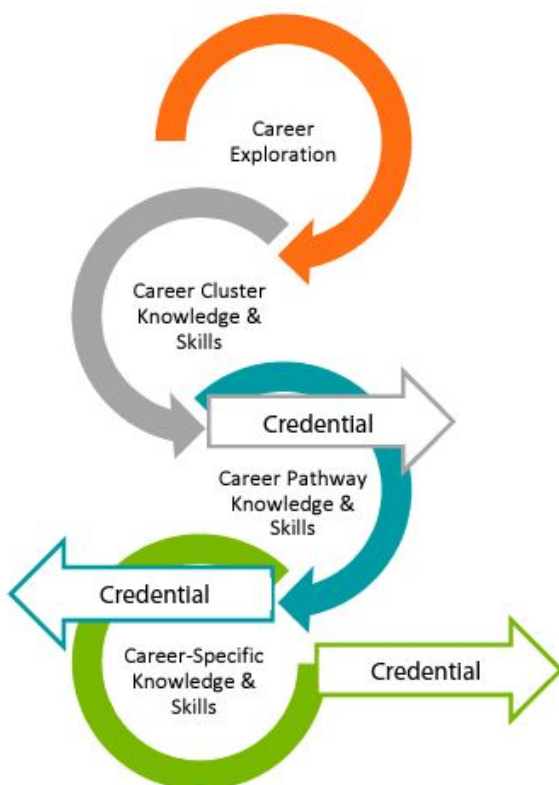 Career
Exploration
Career Cluster
Knowledge &
Skills
Credential
Career Pathway
Knowledge &
Skills
Credential
Career-Specific
Knowledge &
Skills
Credential